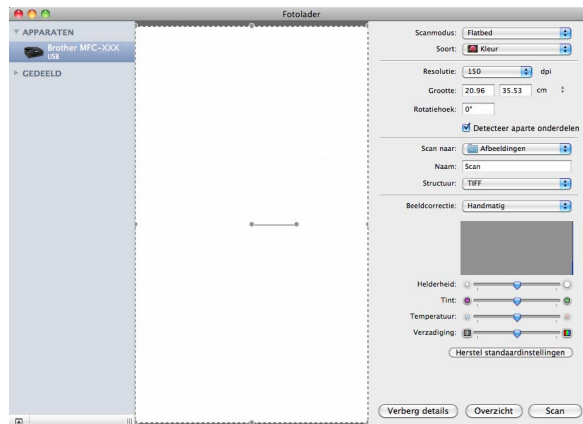 Fotolader
APPARATEN
Brother MFC-XXX
USB
GEDEELD
Scanmodus: Flatbed
Soort: Kleur
Resolutie: 150 dpi
Grootte: 20.96 35.53 cm
Rotatiehoek: 0°
Detecteer aparte onderdelen
Scan naar: Afbeeldingen
Naam: Scan
Structuur: TIFF
Beeldcorrectie: Handmatig
Helderheid:
Tint:
Temperatuur:
Verzadiging:
Herstel standaardinstellingen
Verberg details Overzicht Scan